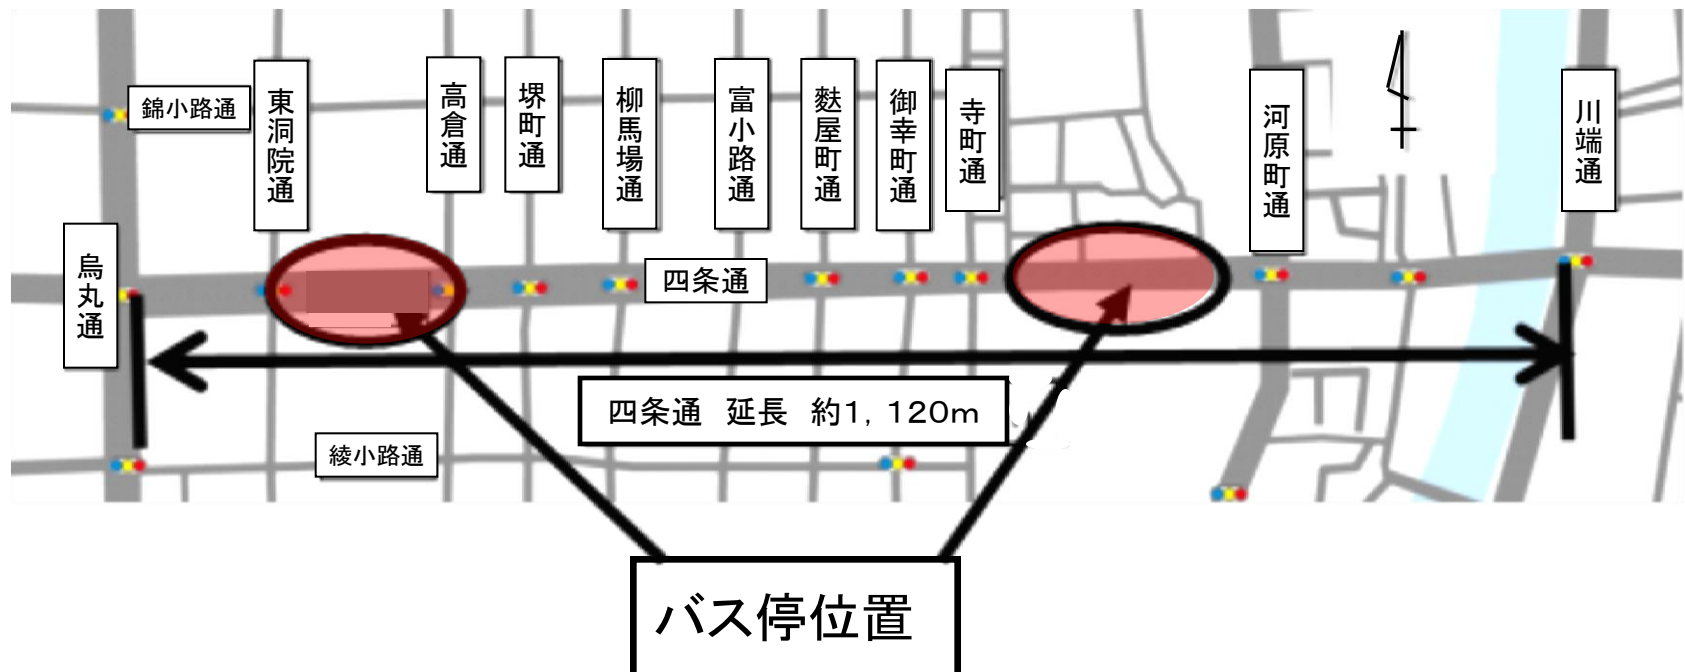 錦小路通
東洞院通
高倉通
堺町通
柳馬場通
富小路通
麩屋町通
御幸町通
寺町通
河原町通
川端通
烏丸通
四条通
四条通　延長　約1，120m
綾小路通
バス停位置